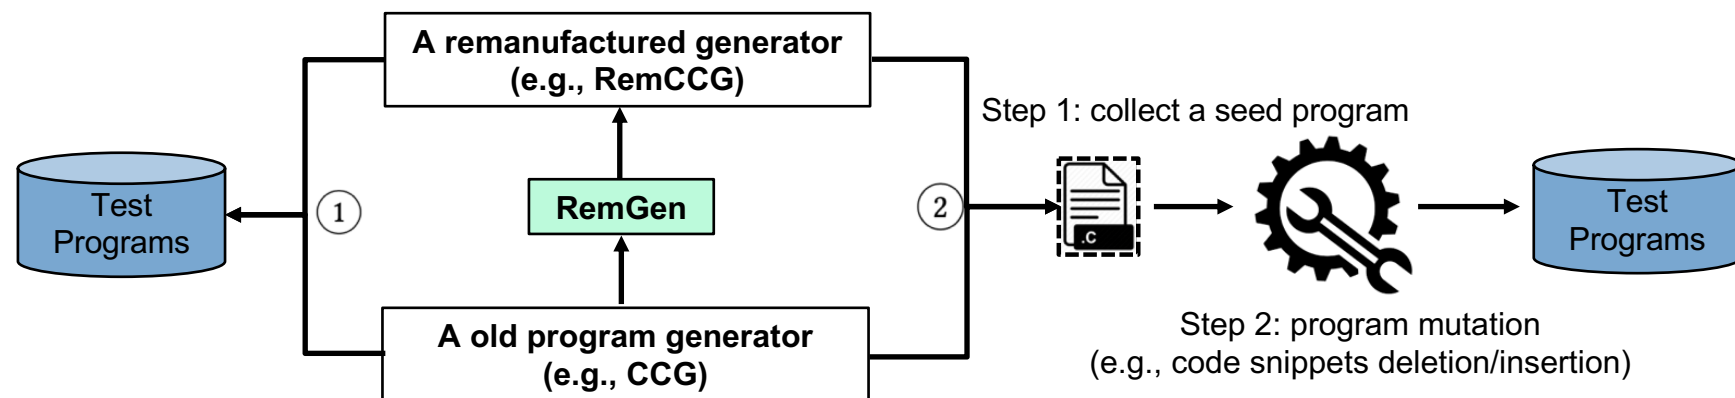 A remanufactured generator
(e.g., RemCCG)
Step 1: collect a seed program
Test
Programs
①
RemGen
②
.C
Test
Programs
A old program generator
(e.g., CCG)
Step 2: program mutation
(e.g., code snippets deletion/insertion)